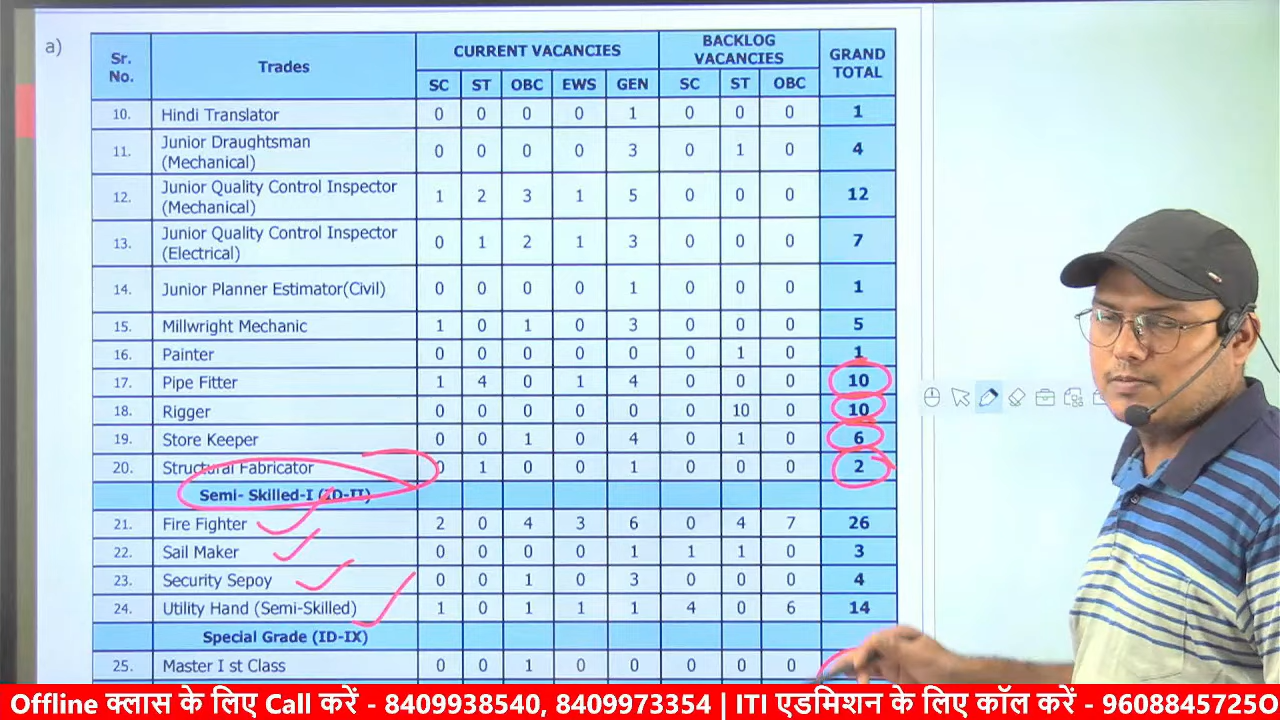 a)
Sr. No. Trades CURRENT VACANCIES BACKLOG VACANCIES GRAND TOTAL
SC ST OBC EWS GEN SC ST OBC
10. Hindi Translator 0 0 0 0 1 0 0 0 1
11. Junior Draughtsman (Mechanical) 0 0 0 0 3 0 1 0 4
12. Junior Quality Control Inspector (Mechanical) 1 2 3 1 5 0 0 0 12
13. Junior Quality Control Inspector (Electrical) 0 1 2 1 3 0 0 0 7
14. Junior Planner Estimator(Civil) 0 0 0 0 1 0 0 0 1
15. Millwright Mechanic 1 0 1 0 3 0 0 0 5
16. Painter 0 0 0 0 0 0 1 0 1
17. Pipe Fitter 1 4 0 1 4 0 0 0 10
18. Rigger 0 0 0 0 0 0 10 0 10
19. Store Keeper 0 0 1 0 4 0 1 0 6
20. Structural Fabricator 0 1 0 0 1 0 0 0 2
Semi- Skilled-I (ID-II)
21. Fire Fighter 2 0 4 3 6 0 4 7 26
22. Sail Maker 0 0 0 0 1 1 1 0 3
23. Security Sepoy 0 0 1 0 3 0 0 0 4
24. Utility Hand (Semi-Skilled) 1 0 1 1 1 4 0 6 14
Special Grade (ID-IX)
25. Master I st Class 0 0 1 0 0 0 0 0
Offline क्लास के लिए Call करें - 8409938540, 8409973354 | ITI एडमिशन के लिए कॉल करें - 9608845725O